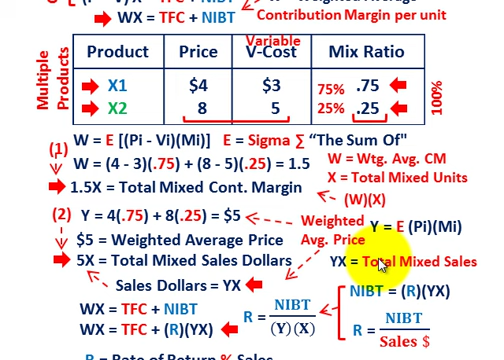 WX = TFC + NIBT
Contribution Margin per unit
Multiple Products
Product Price Variable V-Cost Mix Ratio
X1 $4 $3 75% .75
X2 8 5 25% .25
100%
W = E [(Pi - Vi)(Mi)] E = Sigma ∑ “The Sum Of"
(1)
W = (4 - 3)(.75) + (8 - 5)(.25) = 1.5
W = Wtg. Avg. CM
X = Total Mixed Units
1.5X = Total Mixed Cont. Margin
(W)(X)
(2)
Y = 4(.75) + 8(.25) = $5
Weighted Avg. Price
Y = E (Pi)(Mi)
$5 = Weighted Average Price
5X = Total Mixed Sales Dollars
YX = Total Mixed Sales
Sales Dollars = YX
WX = TFC + NIBT
WX = TFC + (R)(YX)
R = NIBT / (Y)(X)
NIBT = (R)(YX)
R = NIBT / Sales $
R = Rate of Return % Sales